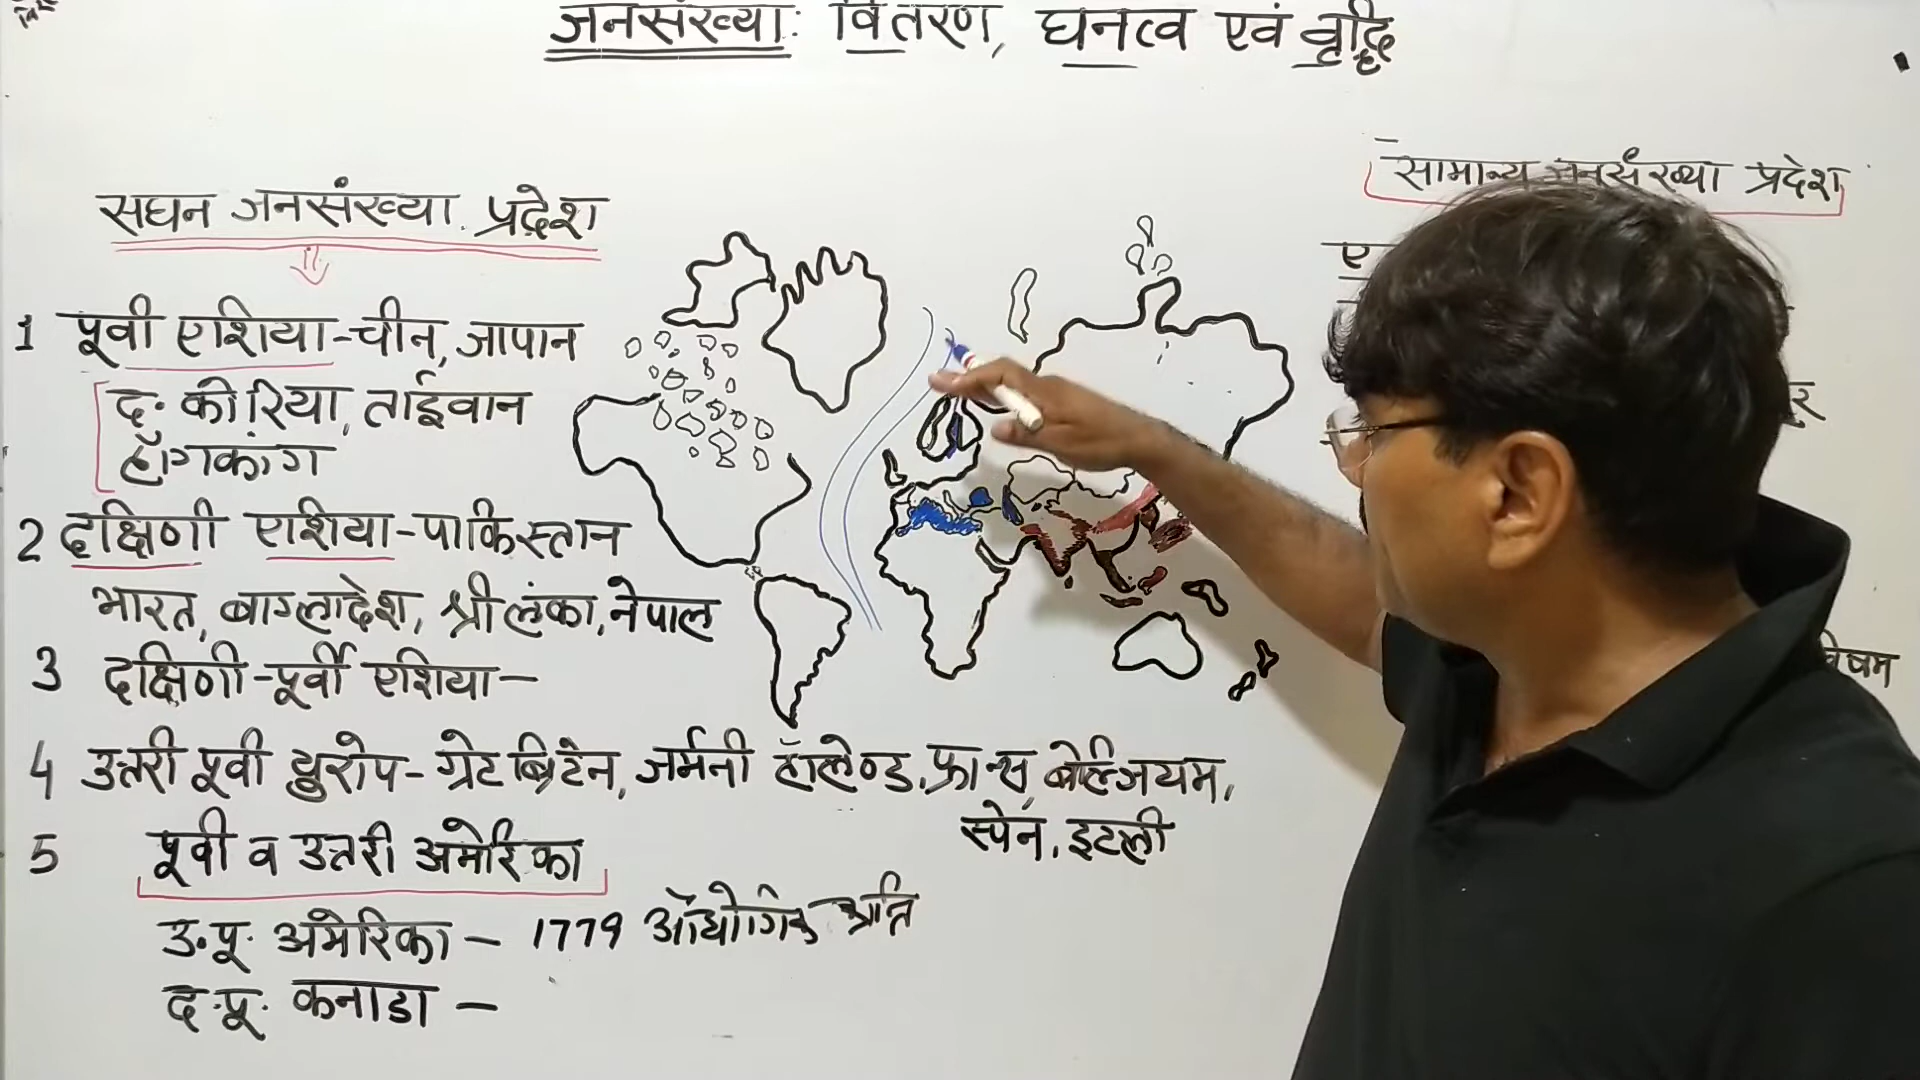 जनसंख्या: वितरण, घनत्व एवं वृद्धि
सघन जनसंख्या प्रदेश
1 पूर्वी एशिया-चीन, जापान
द. कोरिया, ताईवान
हॉगकांग
2 दक्षिणी एशिया-पाकिस्तान
भारत, बाग्लादेश, श्रीलंका, नेपाल
3 दक्षिणी-पूर्वी एशिया-
4 उत्तरी पूर्वी युरोप- ग्रेट ब्रिटेन, जर्मनी हॉलेण्ड, फ्रान्स, बेल्जियम,
स्पेन, इटली
5 पूर्वी व उत्तरी अमेरिका
उ.पू. अमेरिका - 1779 औधोगिक
द.पू. कनाडा -
सामान्य जनसंख्या प्रदेश